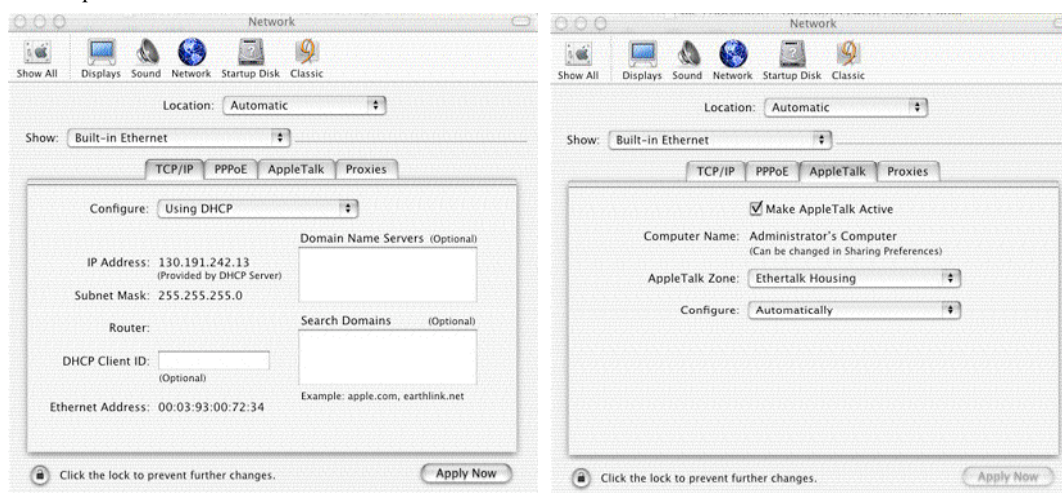 Network
Show All Displays Sound Network Startup Disk Classic
Location: Automatic
Show: Built-in Ethernet
TCP/IP PPPoE AppleTalk Proxies
Configure: Using DHCP
Domain Name Servers (Optional)
IP Address: 130.191.242.13
(Provided by DHCP Server)
Subnet Mask: 255.255.255.0
Search Domains (Optional)
Router:
DHCP Client ID:
(Optional)
Example: apple.com, earthlink.net
Ethernet Address: 00:03:93:00:72:34
Click the lock to prevent further changes. Apply Now
Network
Show All Displays Sound Network Startup Disk Classic
Location: Automatic
Show: Built-in Ethernet
TCP/IP PPPoE AppleTalk Proxies
Make AppleTalk Active
Computer Name: Administrator's Computer
(Can be changed in Sharing Preferences)
AppleTalk Zone: Ethertalk Housing
Configure: Automatically
Click the lock to prevent further changes. Apply Now